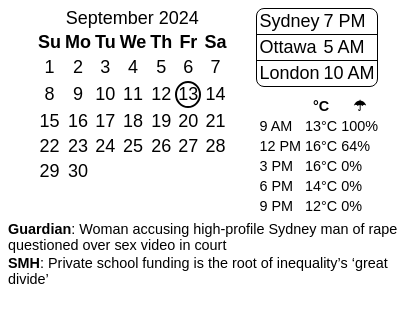 September 2024
Su Mo Tu We Th Fr Sa
1 2 3 4 5 6 7
8 9 10 11 12 13 14
15 16 17 18 19 20 21
22 23 24 25 26 27 28
29 30
Sydney 7 PM
Ottawa 5 AM
London 10 AM
°C ☂
9 AM 13°C 100%
12 PM 16°C 64%
3 PM 16°C 0%
6 PM 14°C 0%
9 PM 12°C 0%
Guardian: Woman accusing high-profile Sydney man of rape
questioned over sex video in court
SMH: Private school funding is the root of inequality’s ‘great
divide’